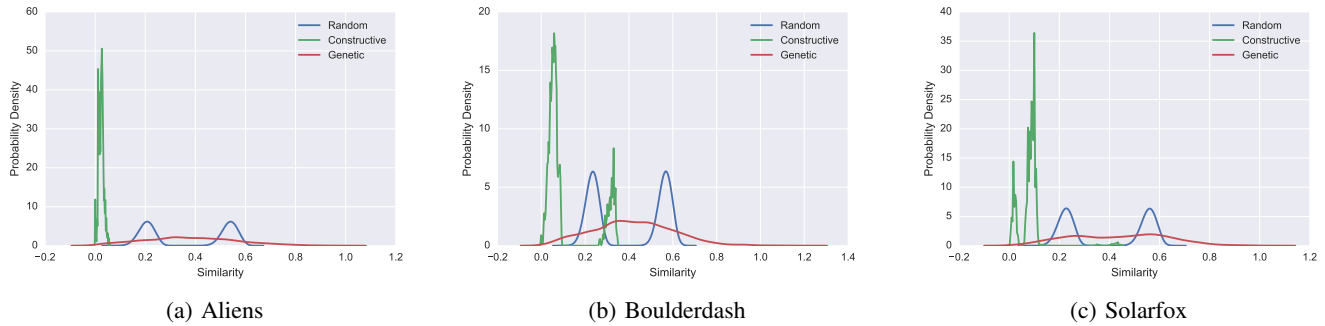 60
50
40
30
20
10
0
Probability Density
Random
Constructive
Genetic
−0.2 0.0 0.2 0.4 0.6 0.8 1.0 1.2
Similarity
(a) Aliens
20
15
10
5
0
Probability Density
Random
Constructive
Genetic
−0.2 0.0 0.2 0.4 0.6 0.8 1.0 1.2 1.4
Similarity
(b) Boulderdash
40
35
30
25
20
15
10
5
0
Probability Density
Random
Constructive
Genetic
−0.2 0.0 0.2 0.4 0.6 0.8 1.0 1.2
Similarity
(c) Solarfox